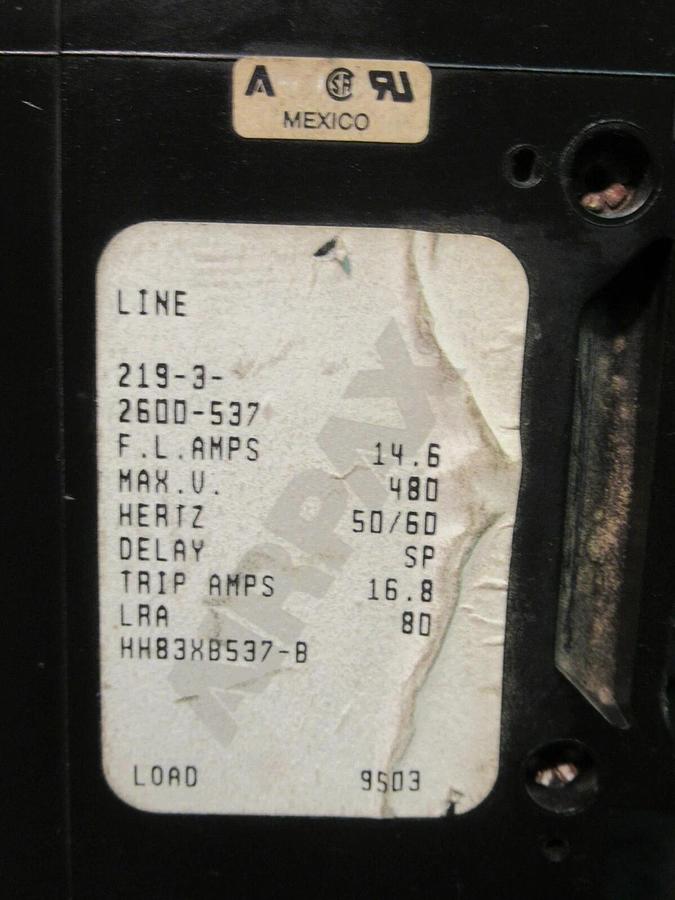 MEXICO
LINE
219-3-
2600-537
F.L.AMPS 14.6
MAX.V. 480
HERTZ 50/60
DELAY SP
TRIP AMPS 16.8
LRA 80
HH83XB537-B
LOAD 9503
AIRPAX